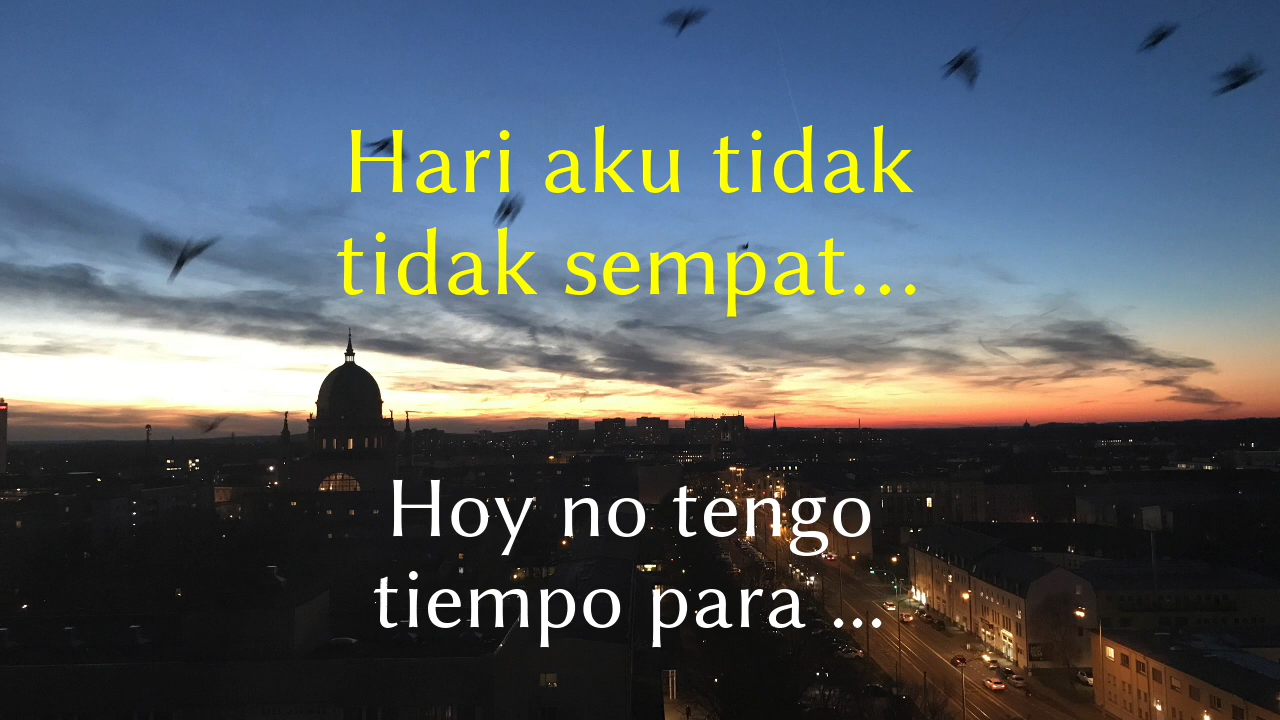 Hari aku tidak
tidak sempat...
Hoy no tengo
tiempo para ...